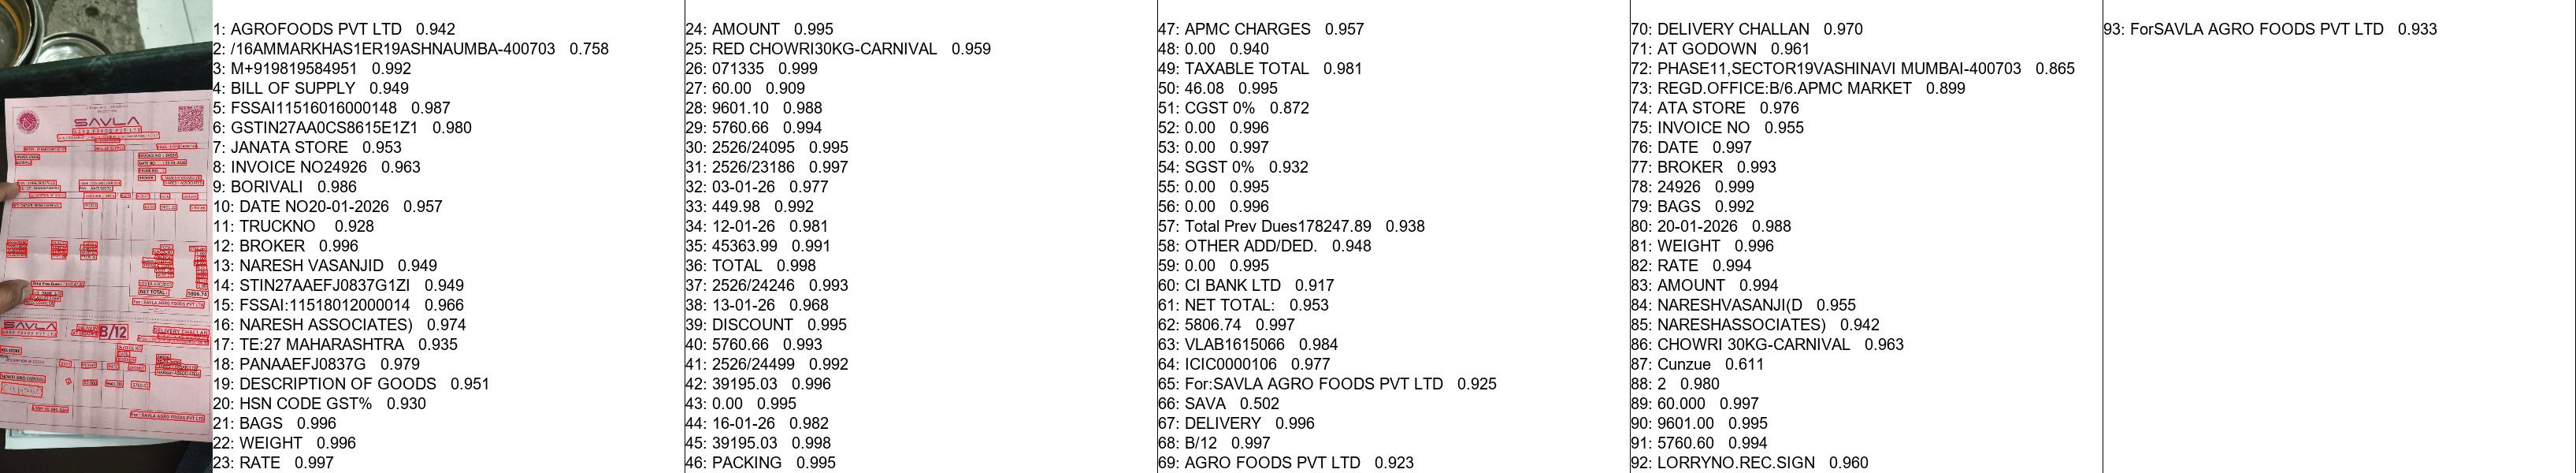 SAVLA
SAVLA
B/12
1: AGROFOODS PVT LTD 0.942
2: /16AMMARKHAS1ER19ASHNAUMBA-400703 0.758
3: M+919819584951 0.992
4: BILL OF SUPPLY 0.949
5: FSSAI11516016000148 0.987
6: GSTIN27AA0CS8615E1Z1 0.980
7: JANATA STORE 0.953
8: INVOICE NO24926 0.963
9: BORIVALI 0.986
10: DATE NO20-01-2026 0.957
11: TRUCKNO 0.928
12: BROKER 0.996
13: NARESH VASANJID 0.949
14: STIN27AAEFJ0837G1ZI 0.949
15: FSSAI:11518012000014 0.966
16: NARESH ASSOCIATES) 0.974
17: TE:27 MAHARASHTRA 0.935
18: PANAAEFJ0837G 0.979
19: DESCRIPTION OF GOODS 0.951
20: HSN CODE GST% 0.930
21: BAGS 0.996
22: WEIGHT 0.996
23: RATE 0.997
24: AMOUNT 0.995
25: RED CHOWRI30KG-CARNIVAL 0.959
26: 071335 0.999
27: 60.00 0.909
28: 9601.10 0.988
29: 5760.66 0.994
30: 2526/24095 0.995
31: 2526/23186 0.997
32: 03-01-26 0.977
33: 449.98 0.992
34: 12-01-26 0.981
35: 45363.99 0.991
36: TOTAL 0.998
37: 2526/24246 0.993
38: 13-01-26 0.968
39: DISCOUNT 0.995
40: 5760.66 0.993
41: 2526/24499 0.992
42: 39195.03 0.996
43: 0.00 0.995
44: 16-01-26 0.982
45: 39195.03 0.998
46: PACKING 0.995
47: APMC CHARGES 0.957
48: 0.00 0.940
49: TAXABLE TOTAL 0.981
50: 46.08 0.995
51: CGST 0% 0.872
52: 0.00 0.996
53: 0.00 0.997
54: SGST 0% 0.932
55: 0.00 0.995
56: 0.00 0.996
57: Total Prev Dues178247.89 0.938
58: OTHER ADD/DED. 0.948
59: 0.00 0.995
60: CI BANK LTD 0.917
61: NET TOTAL: 0.953
62: 5806.74 0.997
63: VLAB1615066 0.984
64: ICIC0000106 0.977
65: For:SAVLA AGRO FOODS PVT LTD 0.925
66: SAVA 0.502
67: DELIVERY 0.996
68: B/12 0.997
69: AGRO FOODS PVT LTD 0.923
70: DELIVERY CHALLAN 0.970
71: AT GODOWN 0.961
72: PHASE11,SECTOR19VASHINAVI MUMBAI-400703 0.865
73: REGD.OFFICE:B/6.APMC MARKET 0.899
74: ATA STORE 0.976
75: INVOICE NO 0.955
76: DATE 0.997
77: BROKER 0.993
78: 24926 0.999
79: BAGS 0.992
80: 20-01-2026 0.988
81: WEIGHT 0.996
82: RATE 0.994
83: AMOUNT 0.994
84: NARESHVASANJI(D 0.955
85: NARESHASSOCIATES) 0.942
86: CHOWRI 30KG-CARNIVAL 0.963
87: Cunzue 0.611
88: 2 0.980
89: 60.000 0.997
90: 9601.00 0.995
91: 5760.60 0.994
92: LORRYNO.REC.SIGN 0.960
93: ForSAVLA AGRO FOODS PVT LTD 0.933